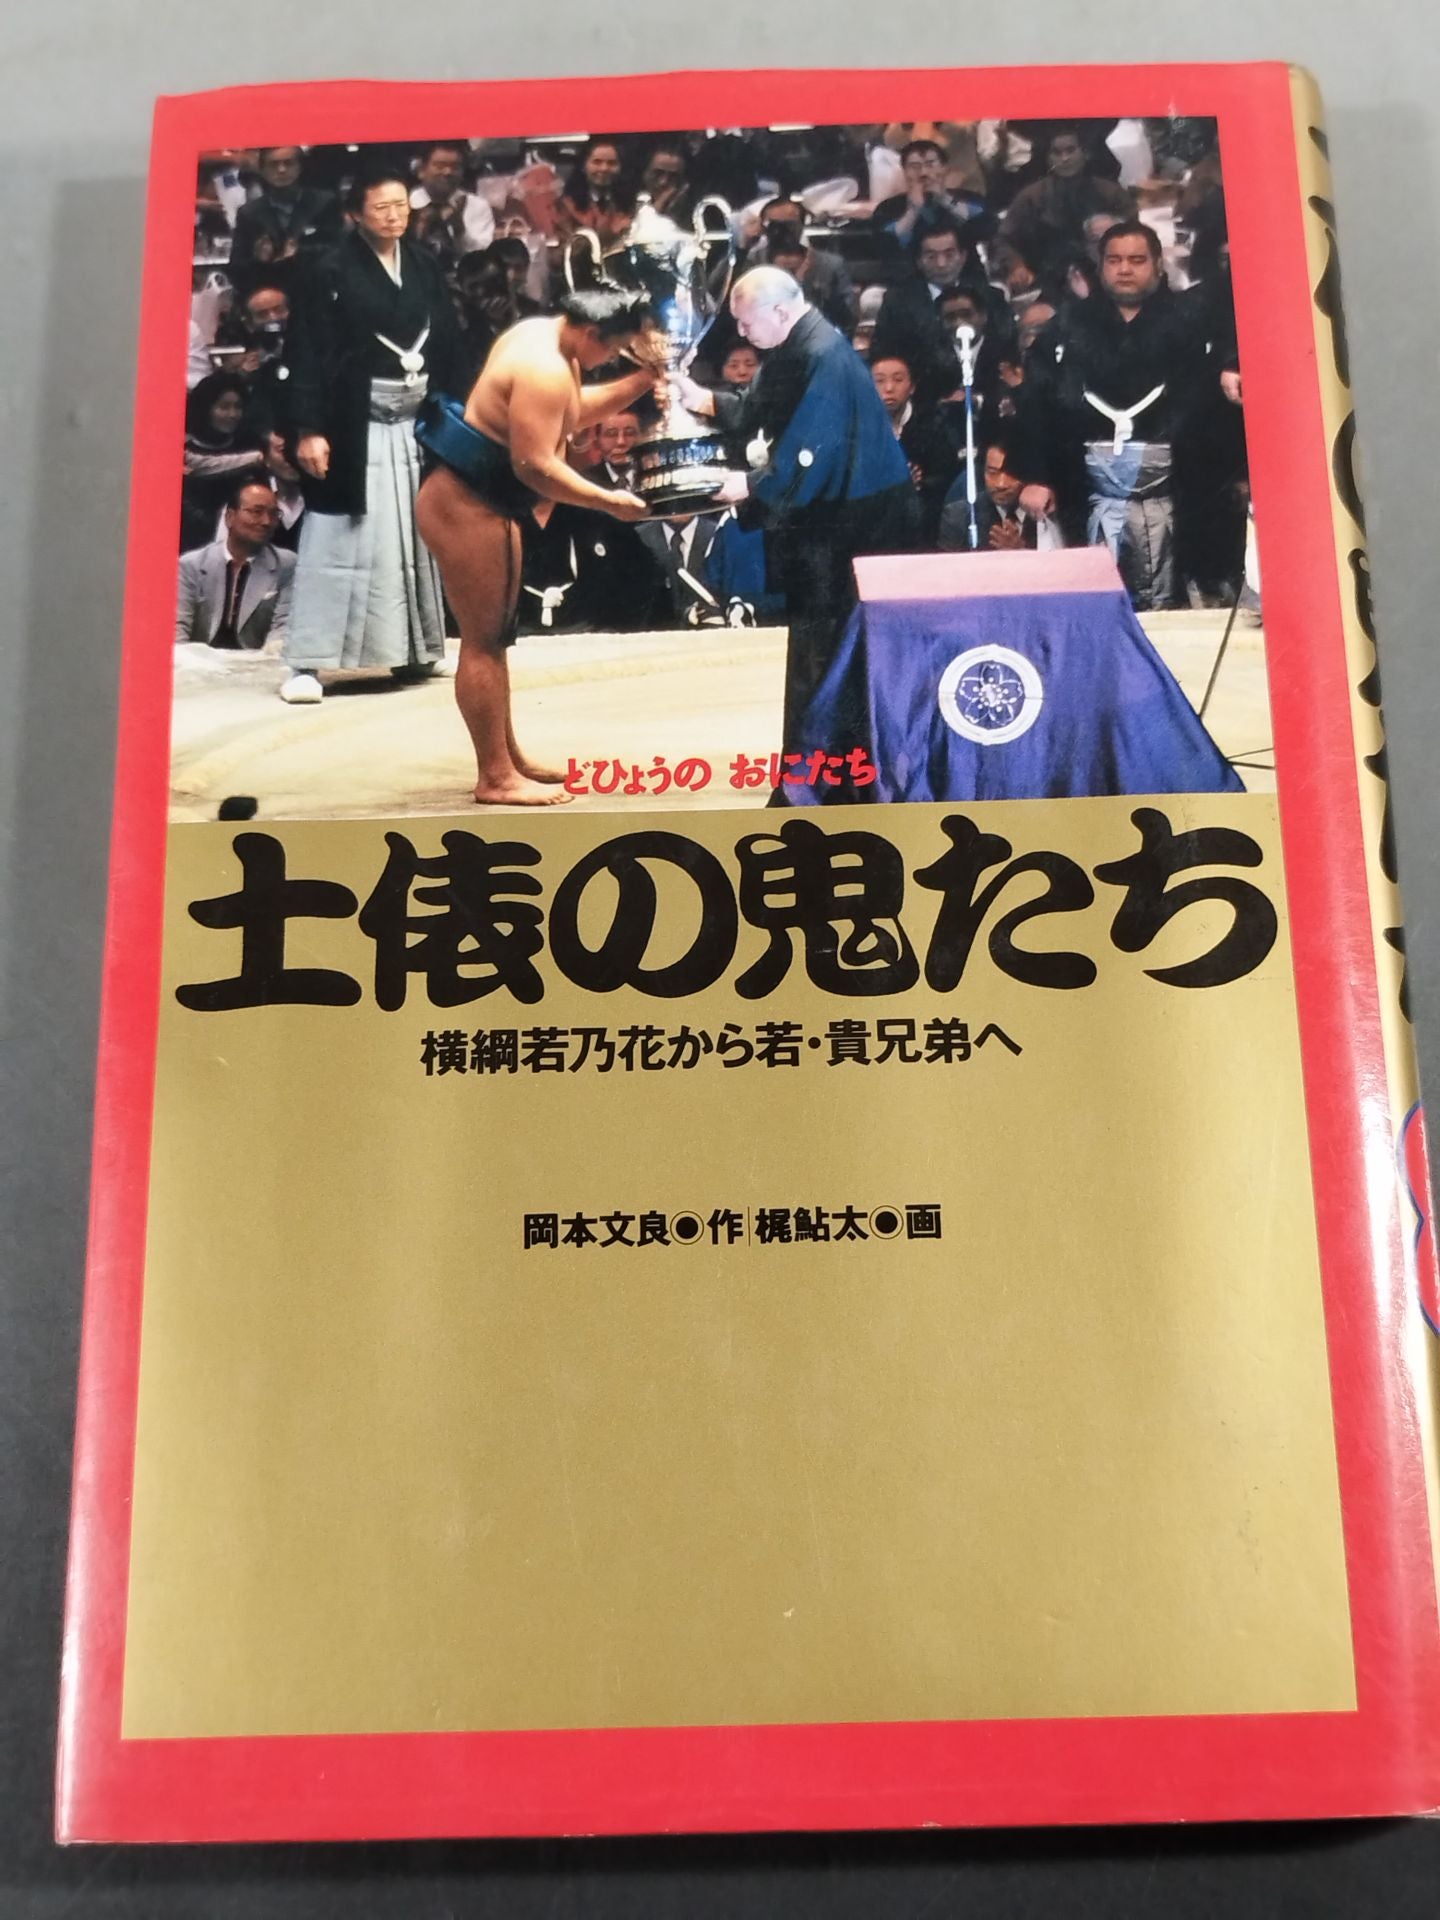 どひょうの おにたち
土俵の鬼たち
横綱若乃花から若・貴兄弟へ
岡本文良◉作|梶鮎太◉画